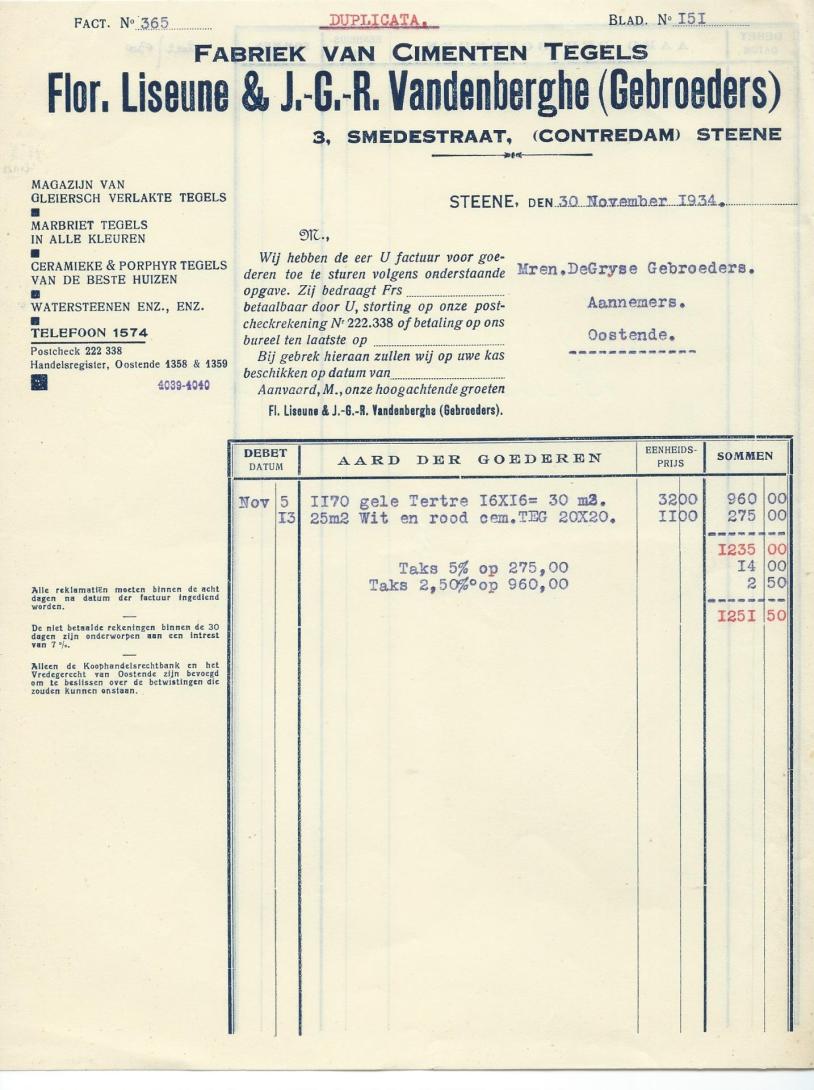 FACT. Nº 365
DUPLICATA.
BLAD. Nº I5I
FABRIEK VAN CIMENTEN TEGELS
Flor. Liseune & J.-G.-R. Vandenberghe (Gebroeders)
3, SMEDESTRAAT, (CONTREDAM) STEENE
MAGAZIJN VAN
GLEIERSCH VERLAKTE TEGELS
MARBRIET TEGELS
IN ALLE KLEUREN
CERAMIEKE & PORPHYR TEGELS
VAN DE BESTE HUIZEN
WATERSTEENEN ENZ., ENZ.
TELEFOON 1574
Postcheck 222 338
Handelsregister, Oostende 1358 & 1359
4039-4040
STEENE, DEN 30 November I934.
M.,
Wij hebben de eer U factuur voor goe-
deren toe te sturen volgens onderstaande
opgave. Zij bedraagt Frs
betaalbaar door U, storting op onze post-
checkrekening Nr 222.338 of betaling op ons
bureel ten laatste op
Bij gebrek hieraan zullen wij op uwe kas
beschikken op datum van
Aanvaard, M., onze hoogachtende groeten
Fl. Liseune & J.-G.-R. Vandenberghe (Gebroeders).
Mren.DeGryse Gebroeders.
Aannemers.
Oostende.
DEBET DATUM AARD DER GOEDEREN EENHEIDS-PRIJS SOMMEN
Nov 5 II70 gele Tertre I6XI6= 30 m2. 3200 960 00
I3 25m2 Wit en rood cem.TEG 20X20. II00 275 00
I235 00
Taks 5% op 275,00 I4 00
Taks 2,50%° op 960,00 2 50
I25I 50
Alle reklamatiën moeten binnen de acht
dagen na datum der factuur ingediend
worden.
De niet betaalde rekeningen binnen de 30
dagen zijn onderworpen aan een intrest
van 7 %.
Alleen de Koophandelsrechtbank en het
Vredegerecht van Oostende zijn bevoegd
om te beslissen over de betwistingen die
zouden kunnen onstaan.